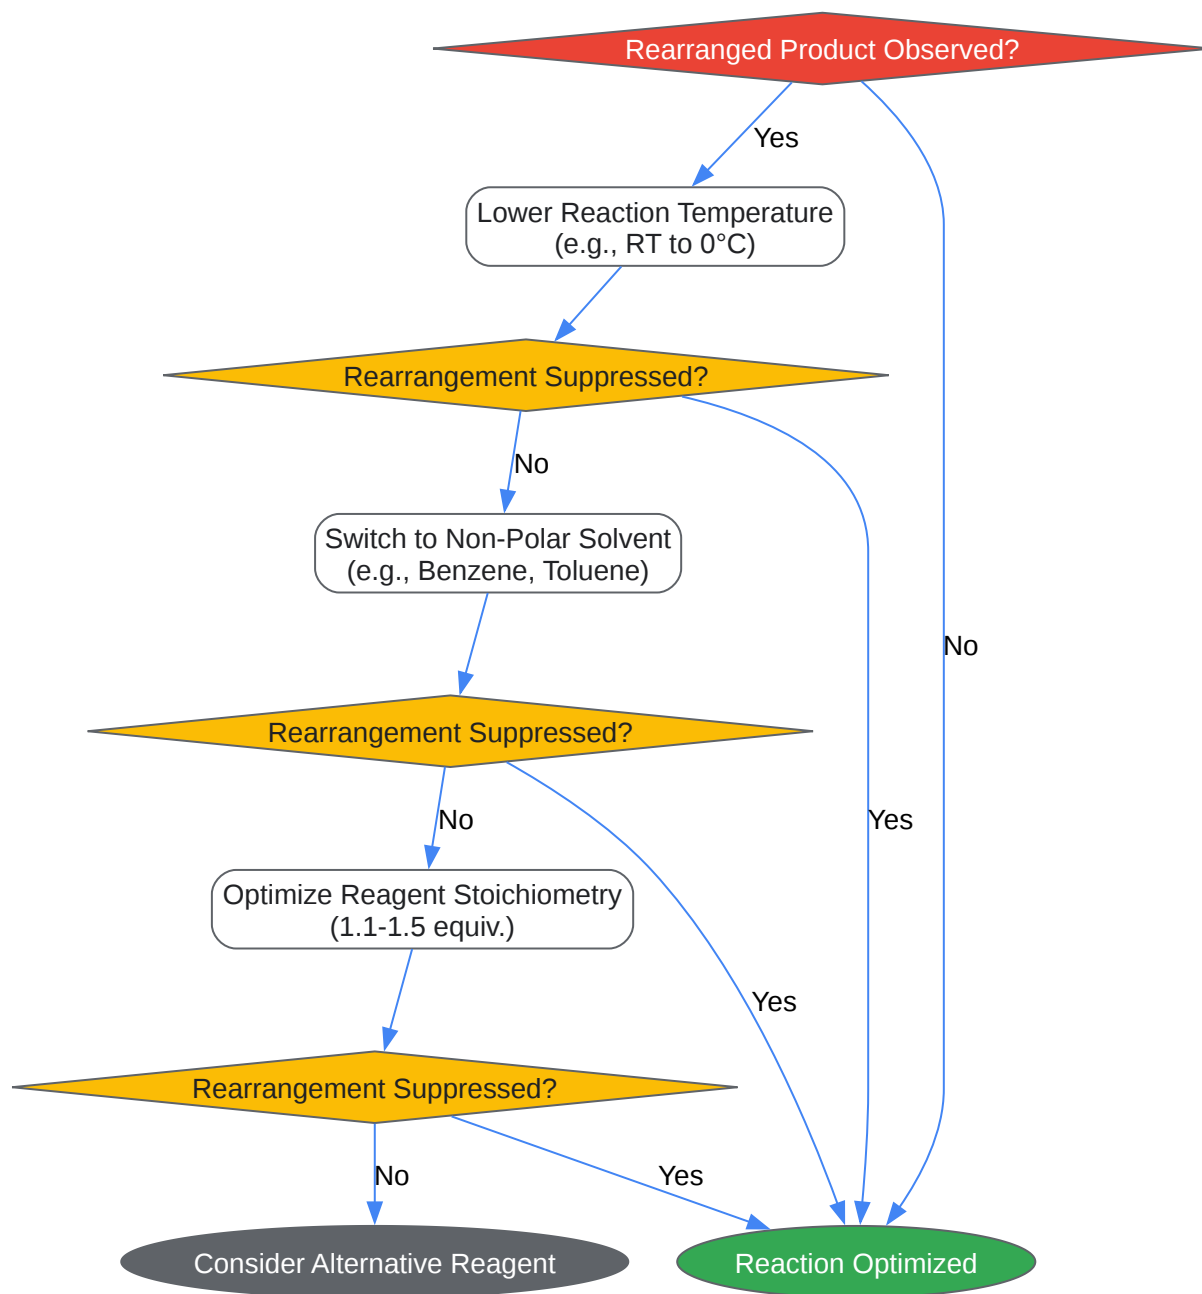 Rearranged Product Observed?
Yes
Lower Reaction Temperature
(e.g., RT to 0°C)
Rearrangement Suppressed?
No
Switch to Non-Polar Solvent
(e.g., Benzene, Toluene)
No
Rearrangement Suppressed?
No
Yes
Optimize Reagent Stoichiometry
(1.1-1.5 equiv.)
Yes
Rearrangement Suppressed?
No
Yes
Consider Alternative Reagent
Reaction Optimized